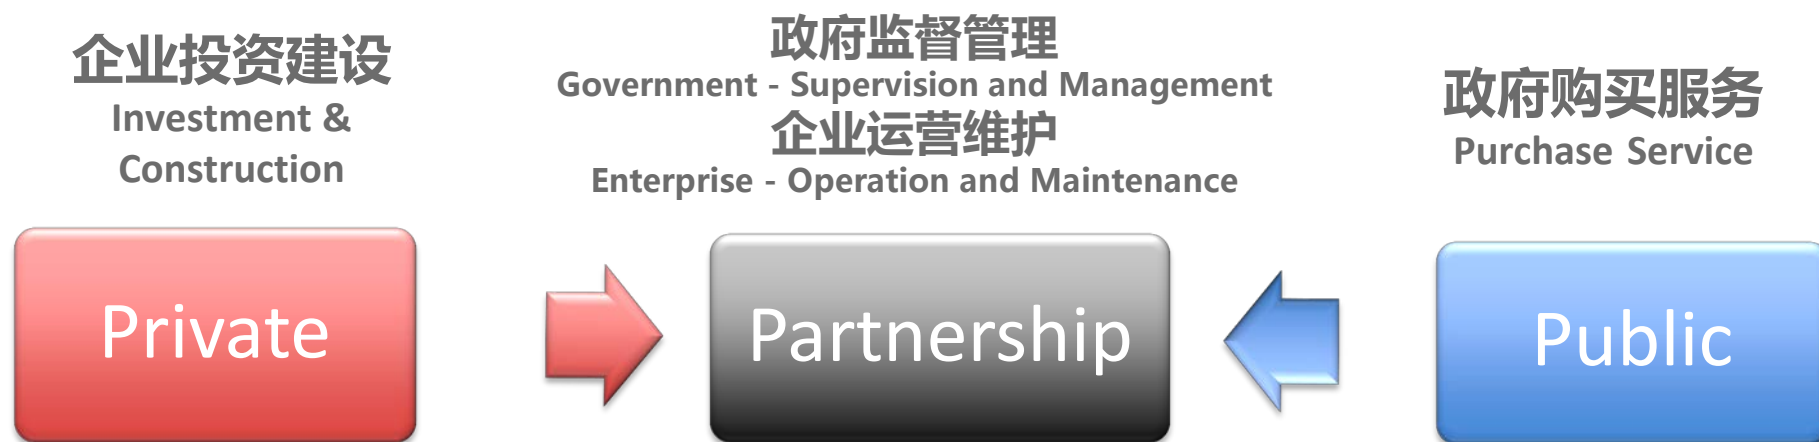 企业投资建设
Investment &
Construction
政府监督管理
Government - Supervision and Management
企业运营维护
Enterprise - Operation and Maintenance
政府购买服务
Purchase Service
Private
Partnership
Public